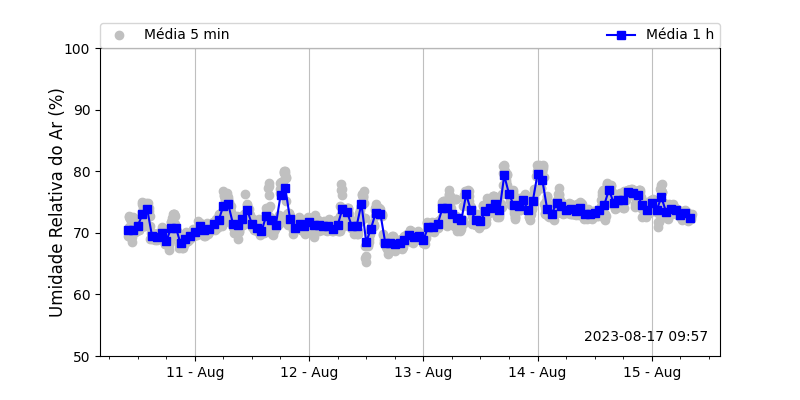 Média 5 min
Média 1 h
Umidade Relativa do Ar (%)
100
90
80
70
60
50
2023-08-17 09:57
11 - Aug
12 - Aug
13 - Aug
14 - Aug
15 - Aug